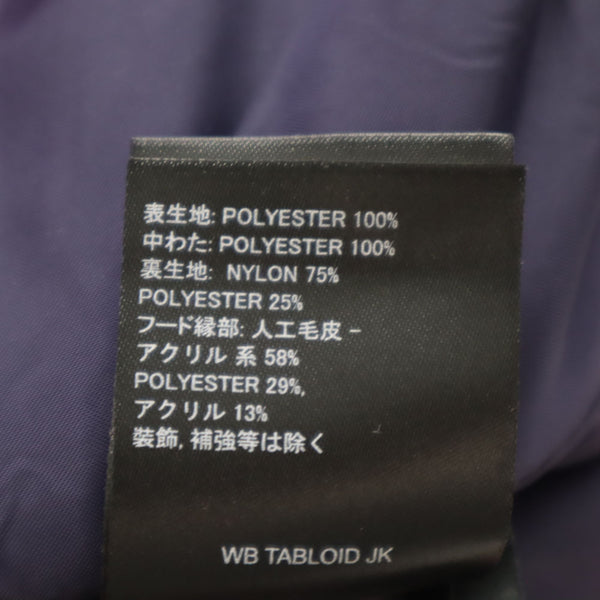 表生地: POLYESTER 100%
中わた: POLYESTER 100%
裏生地: NYLON 75%
POLYESTER 25%
フード縁部: 人工毛皮 -
アクリル 系 58%
POLYESTER 29%,
アクリル 13%
装飾, 補強等は除く
WB TABLOID JK